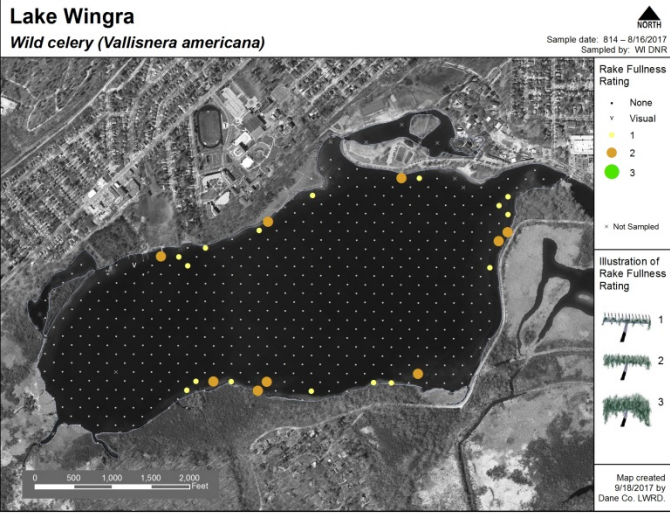 Lake Wingra
Wild celery (Vallisnera americana)
NORTH
Sample date: 814 – 8/16/2017
Sampled by: WI DNR
Rake Fullness
Rating
None
v Visual
1
2
3
× Not Sampled
Illustration of
Rake Fullness
Rating
1
2
3
V
0 500 1,000 1,500 2,000
Feet
Map created
9/18/2017 by
Dane Co. LWRD.